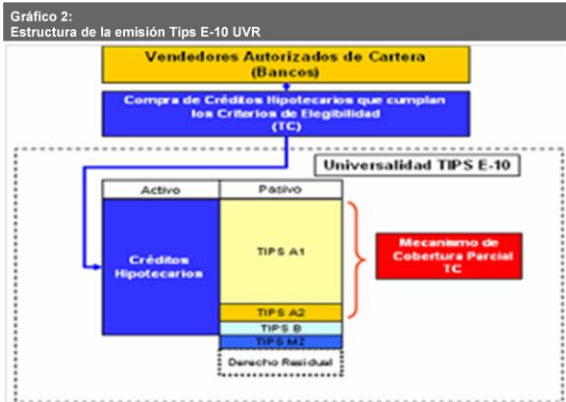 Gráfico 2:
Estructura de la emisión Tips E-10 UVR
Vendedores Autorizados de Cartera
(Bancos)
Compra de Créditos Hipotecarios que cumplan
los Criterios de Elegibilidad
(TC)
Universalidad TIPS E-10
Activo
Pasivo
Créditos
Hipotecarios
TIPS A1
TIPS A2
TIPS B
TIPS MZ
Derecho Residual
Mecanismo de
Cobertura Parcial
TC